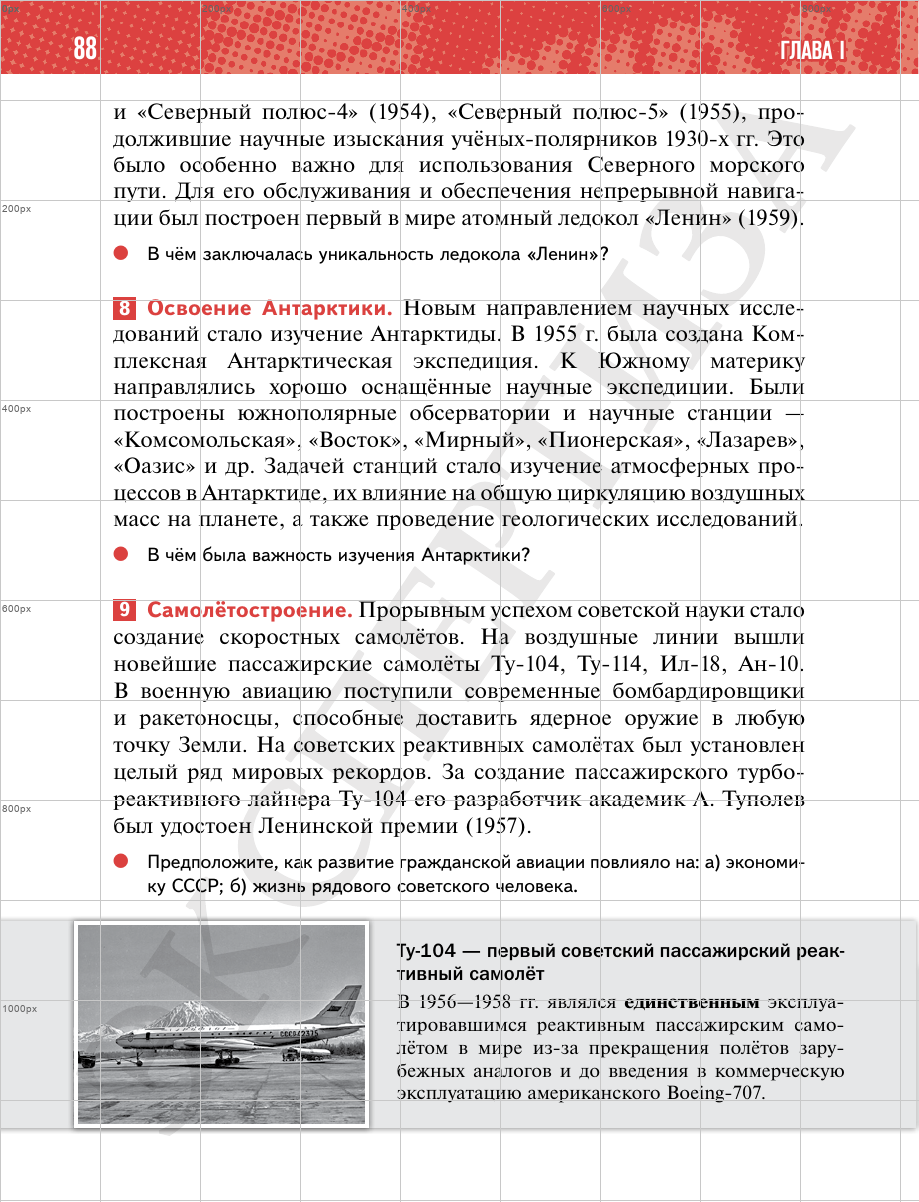 88
ГЛАВА I
и «Северный полюс-4» (1954), «Северный полюс-5» (1955), про-
должившие научные изыскания учёных-полярников 1930-х гг. Это
было особенно важно для использования Северного морского
пути. Для его обслуживания и обеспечения непрерывной навига-
ции был построен первый в мире атомный ледокол «Ленин» (1959).
В чём заключалась уникальность ледокола «Ленин»?
8 Освоение Антарктики. Новым направлением научных иссле-
дований стало изучение Антарктиды. В 1955 г. была создана Ком-
плексная Антарктическая экспедиция. К Южному материку
направлялись хорошо оснащённые научные экспедиции. Были
построены южнополярные обсерватории и научные станции —
«Комсомольская», «Восток», «Мирный», «Пионерская», «Лазарев»,
«Оазис» и др. Задачей станций стало изучение атмосферных про-
цессов в Антарктиде, их влияние на общую циркуляцию воздушных
масс на планете, а также проведение геологических исследований.
В чём была важность изучения Антарктики?
9 Самолётостроение. Прорывным успехом советской науки стало
создание скоростных самолётов. На воздушные линии вышли
новейшие пассажирские самолёты Ту-104, Ту-114, Ил-18, Ан-10.
В военную авиацию поступили современные бомбардировщики
и ракетоносцы, способные доставить ядерное оружие в любую
точку Земли. На советских реактивных самолётах был установлен
целый ряд мировых рекордов. За создание пассажирского турбо-
реактивного лайнера Ту-104 его разработчик академик А. Туполев
был удостоен Ленинской премии (1957).
Предположите, как развитие гражданской авиации повлияло на: а) экономи-
ку СССР; б) жизнь рядового советского человека.
Ту-104 — первый советский пассажирский реак-
тивный самолёт
В 1956—1958 гг. являлся единственным эксплуа-
тировавшимся реактивным пассажирским само-
лётом в мире из-за прекращения полётов зару-
бежных аналогов и до введения в коммерческую
эксплуатацию американского Boeing-707.
200px
400px
600px
800px
1000px
ЭКСПЕРТИЗА